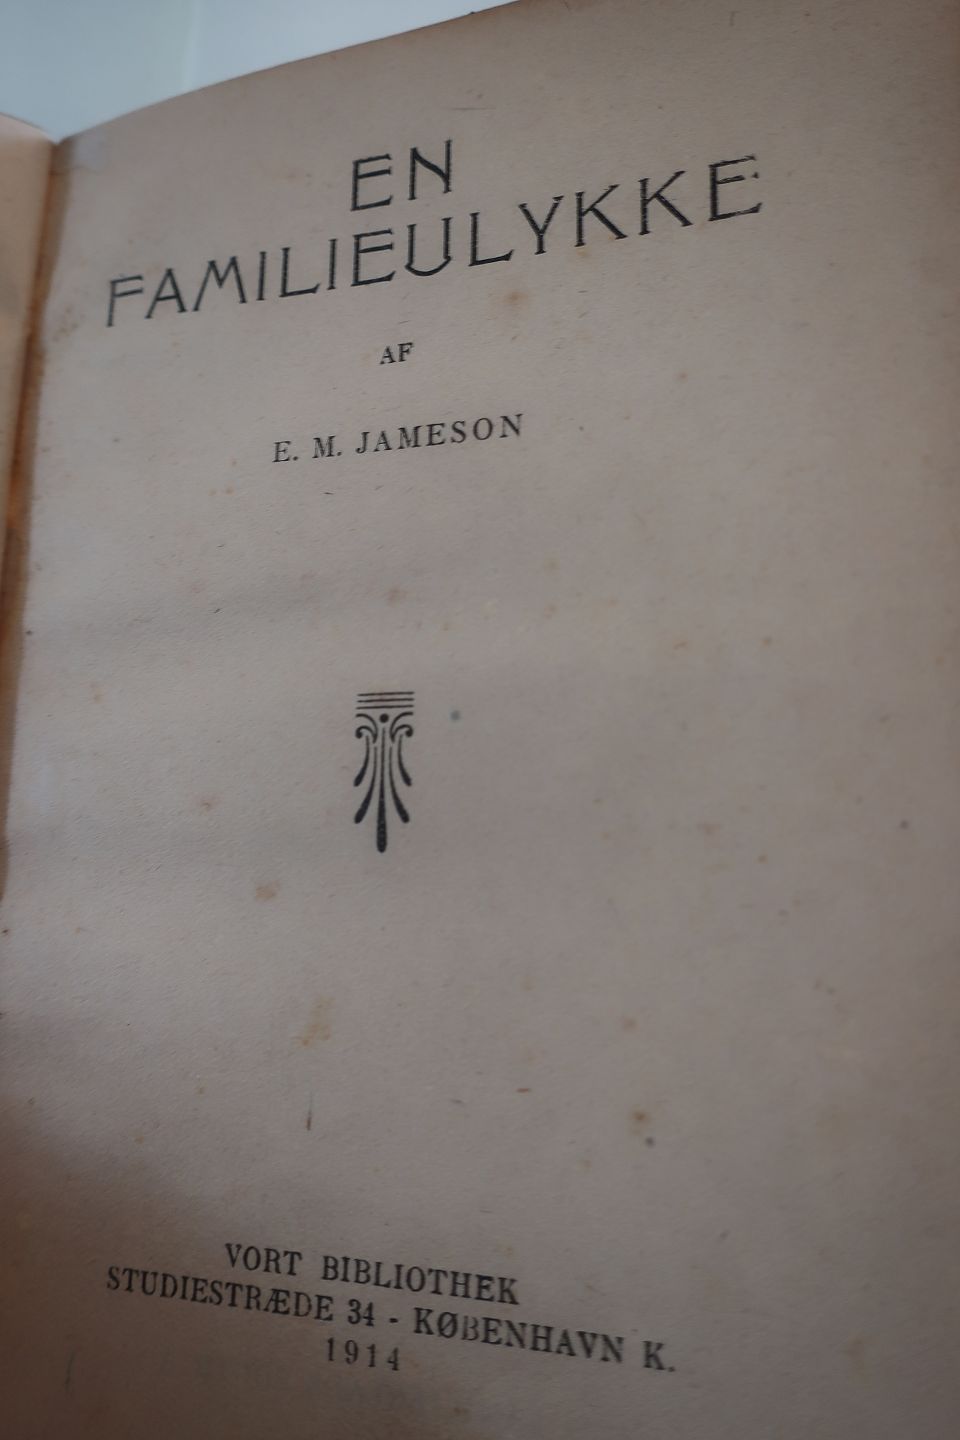 EN
FAMILIEULYKKE
AF
E. M. JAMESON
VORT BIBLIOTHEK
STUDIESTRÆDE 34 - KØBENHAVN K.
1914